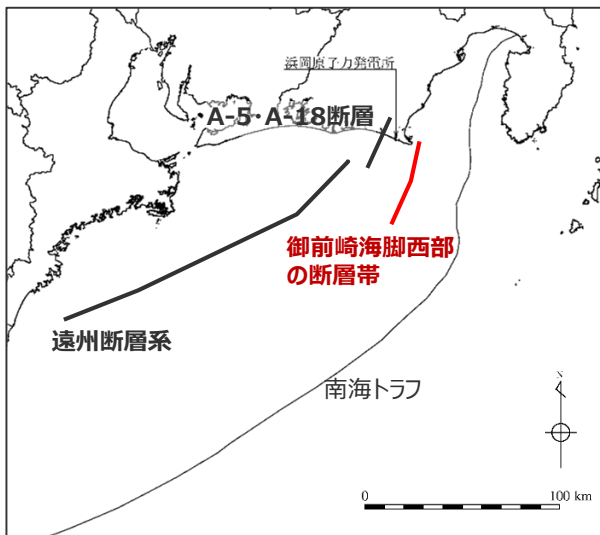 浜岡原子力発電所
A-5・A-18断層
御前崎海脚西部
の断層帯
遠州断層系
南海トラフ
N
0 100 km